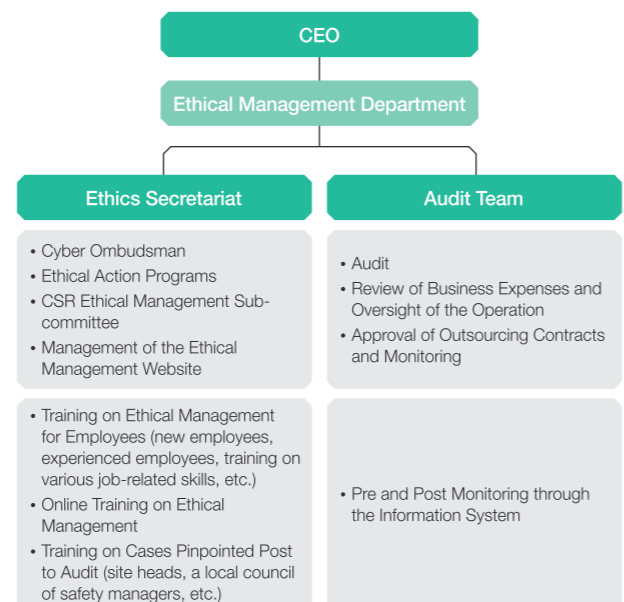 CEO
Ethical Management Department
Ethics Secretariat
Audit Team
• Cyber Ombudsman
• Ethical Action Programs
• CSR Ethical Management Sub-
committee
• Management of the Ethical
Management Website
• Audit
• Review of Business Expenses and
Oversight of the Operation
• Approval of Outsourcing Contracts
and Monitoring
• Training on Ethical Management
for Employees (new employees,
experienced employees, training on
various job-related skills, etc.)
• Online Training on Ethical
Management
• Training on Cases Pinpointed Post
to Audit (site heads, a local council
of safety managers, etc.)
• Pre and Post Monitoring through
the Information System